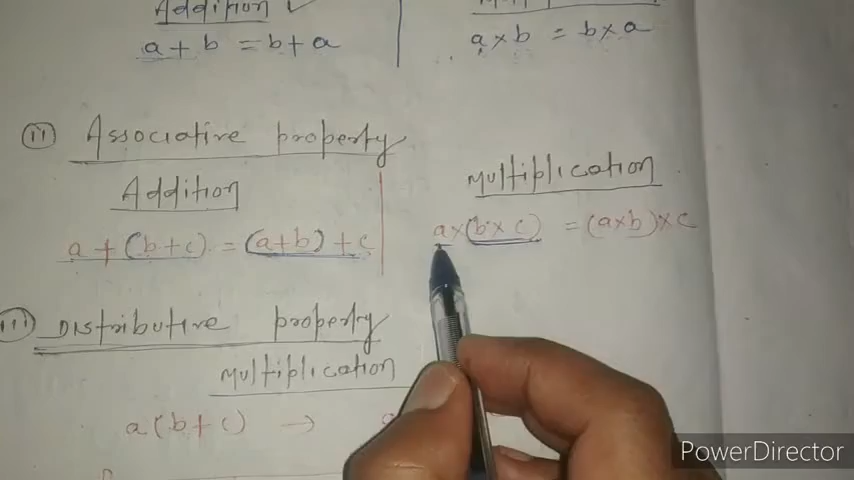 Addition
a + b = b + a
a × b = b × a
(ii) Associative property
Addition
a + (b + c) = (a + b) + c
Multiplication
a × (b × c) = (a × b) × c
(iii) Distributive property
Multiplication
a (b + c) → a
PowerDirector